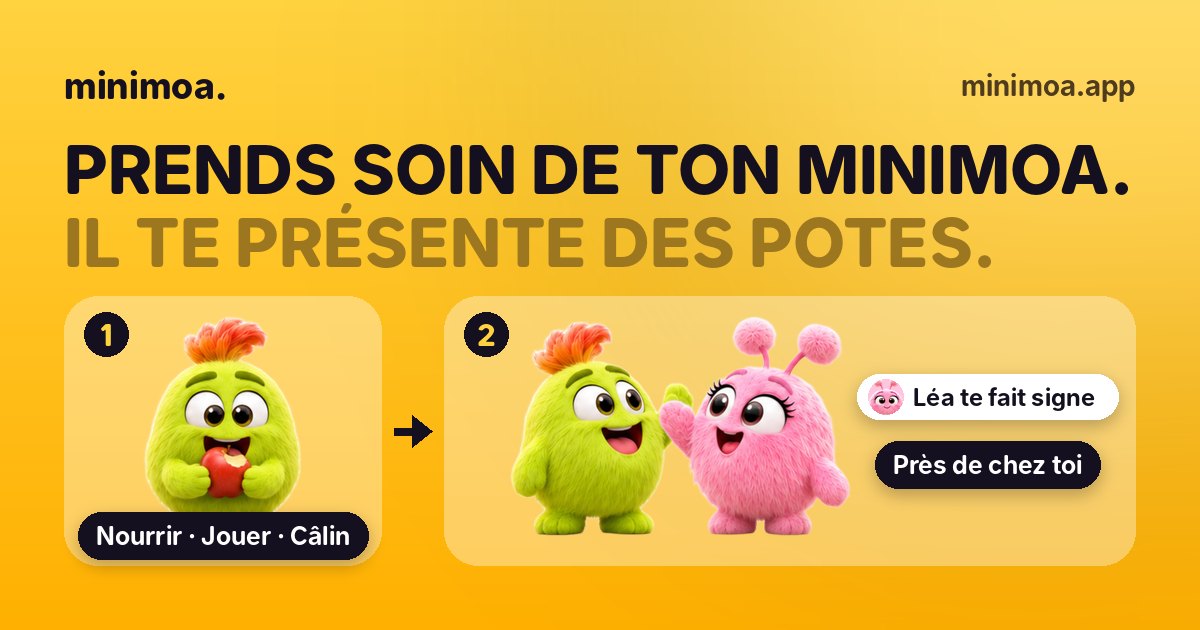 minimoa.
minimoa.app
PRENDS SOIN DE TON MINIMOA.
IL TE PRÉSENTE DES POTES.
1
Nourrir · Jouer · Câlin
2
Léa te fait signe
Près de chez toi